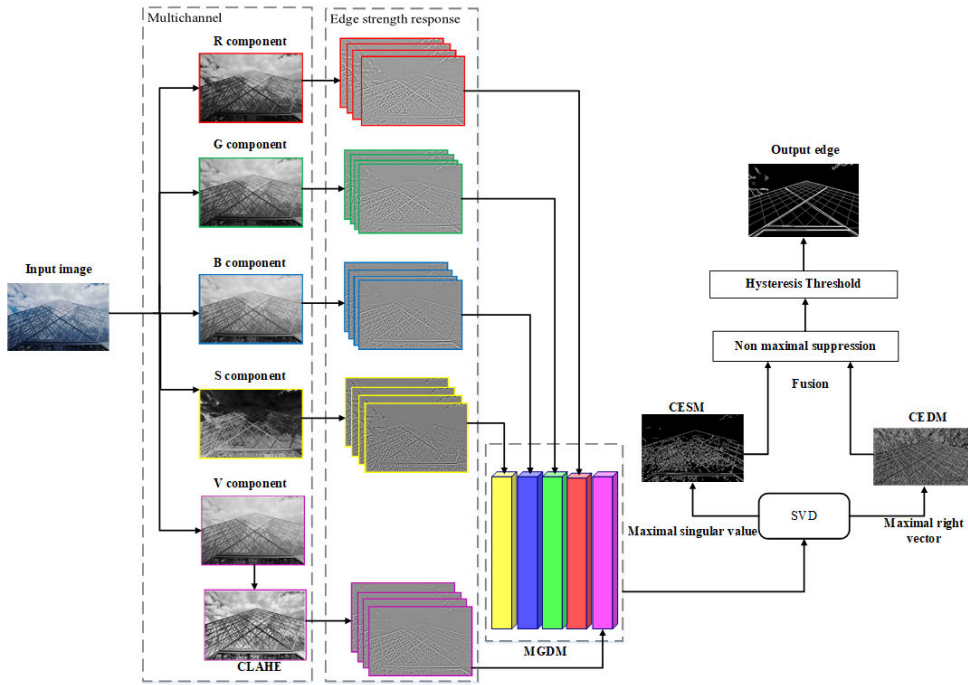 Multichannel
Edge strength response
R component
G component
Output edge
Input image
B component
Hysteresis Threshold
Non maximal suppression
S component
Fusion
CESM
CEDM
V component
SVD
Maximal singular value
Maximal right
vector
MGDM
CLAHE